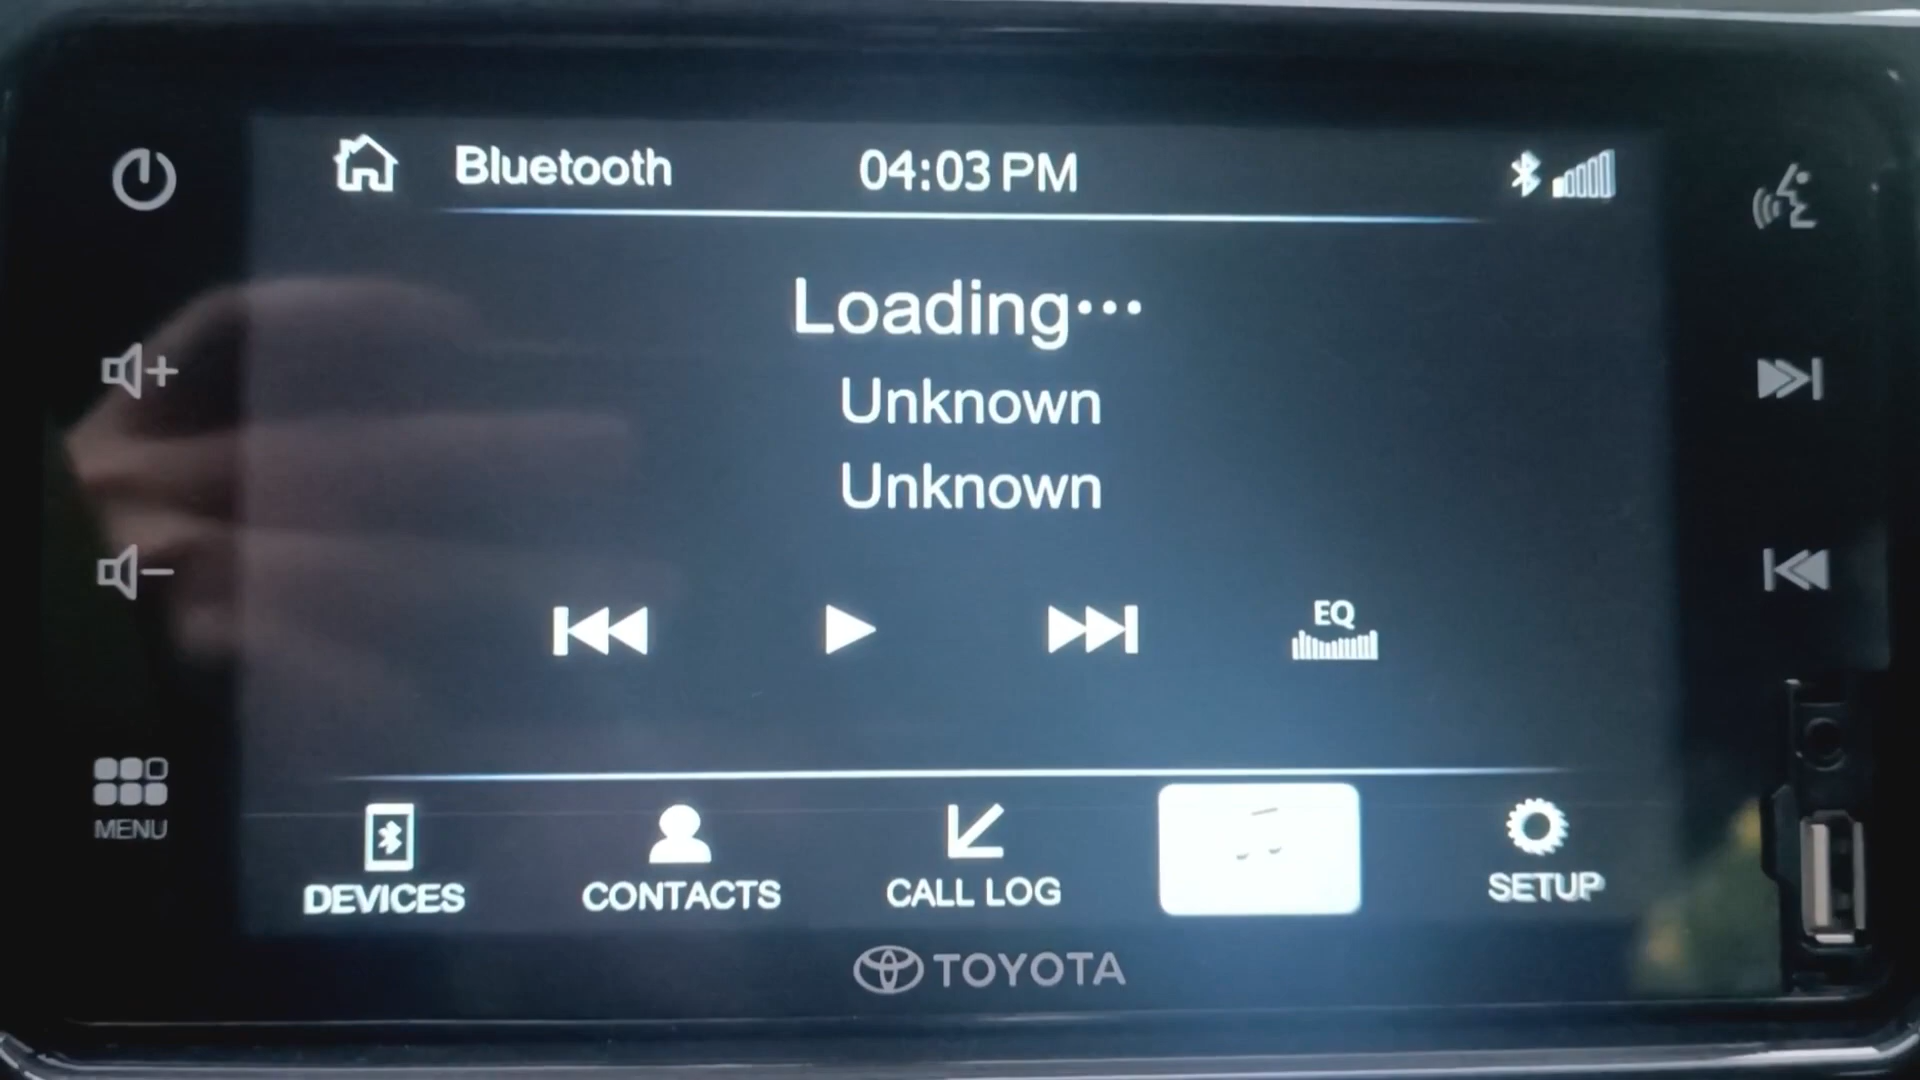 Bluetooth
04:03 PM
Loading...
Unknown
Unknown
EQ
MENU
DEVICES
CONTACTS
CALL LOG
SETUP
TOYOTA